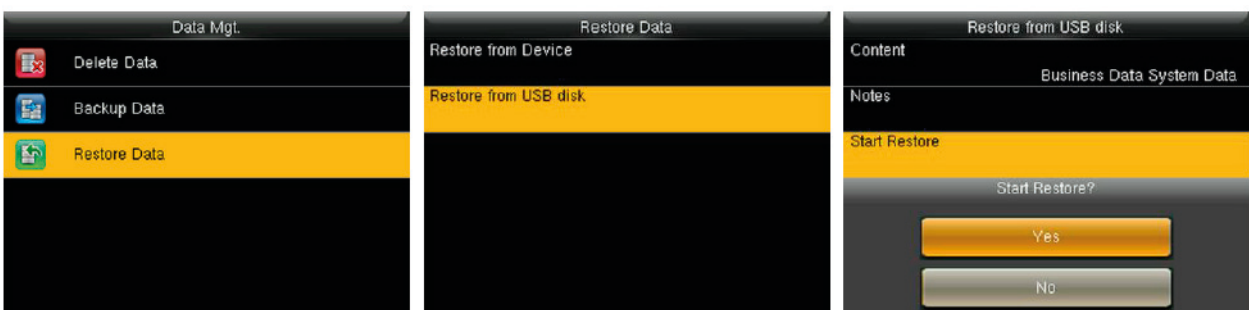 Data Mgt.
Delete Data
Backup Data
Restore Data
Restore Data
Restore from Device
Restore from USB disk
Restore from USB disk
Content
Business Data System Data
Notes
Start Restore
Start Restore?
Yes
No